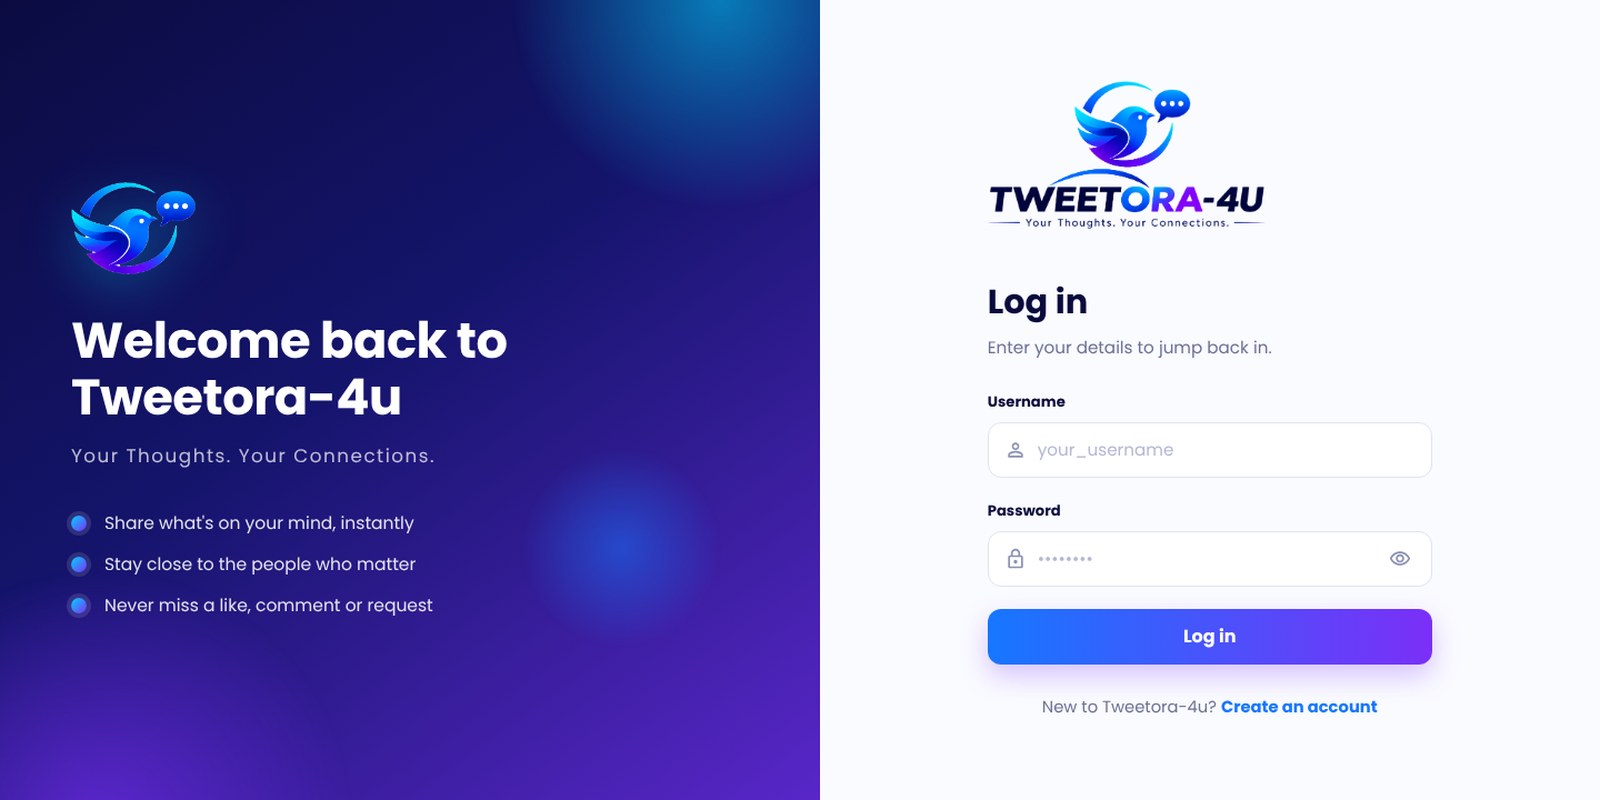 Welcome back to
Tweetora-4u
Your Thoughts. Your Connections.
Share what's on your mind, instantly
Stay close to the people who matter
Never miss a like, comment or request
TWEETORA-4U
Your Thoughts. Your Connections.
Log in
Enter your details to jump back in.
Username
your_username
Password
••••••••
Log in
New to Tweetora-4u? Create an account